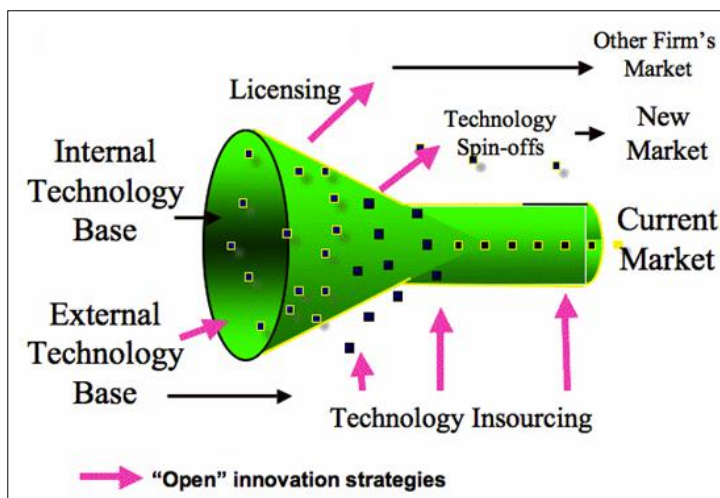 Other Firm's
Market
Licensing
Technology
Spin-offs
New
Market
Internal
Technology
Base
Current
Market
External
Technology
Base
Technology Insourcing
“Open” innovation strategies